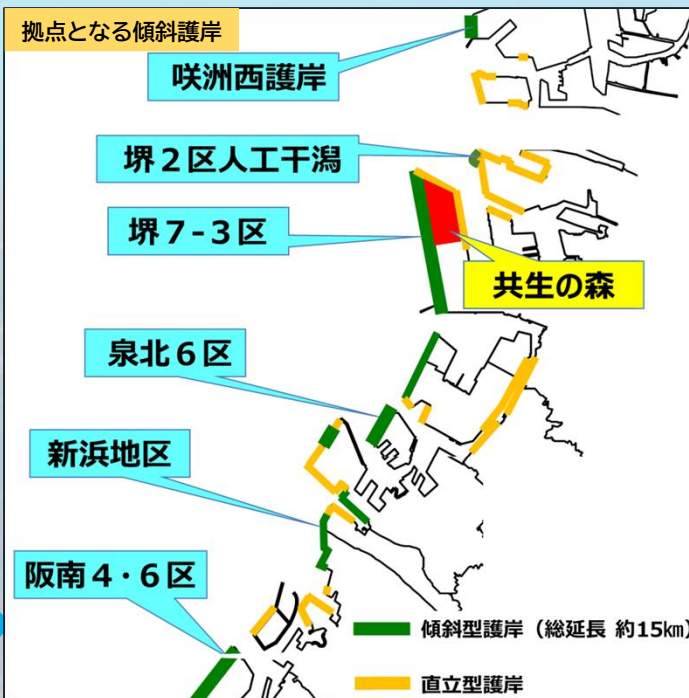 拠点となる傾斜護岸
咲洲西護岸
堺２区人工干潟
堺７-３区
共生の森
泉北６区
新浜地区
阪南４・６区
傾斜型護岸（総延長 約15㎞）
直立型護岸